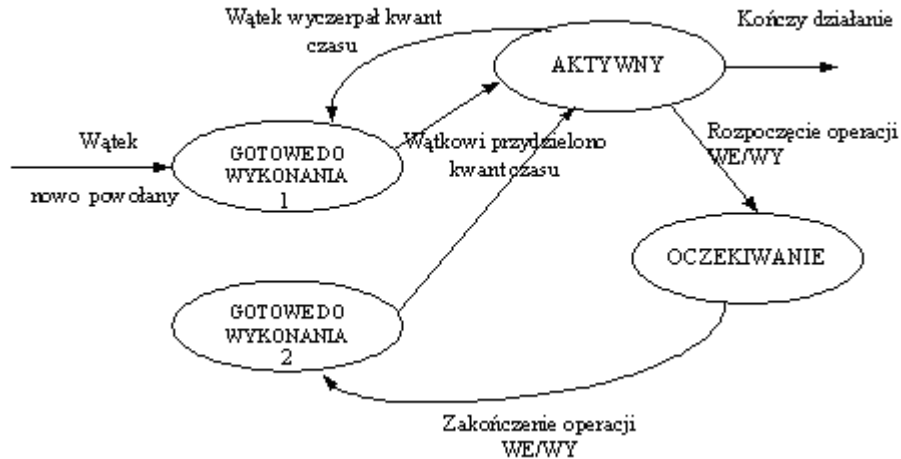 Wątek wyczerpał kwant
czasu
Kończy działanie
AKTYWNY
Wątek
nowo powołany
GOTOWE DO
WYKONANIA
1
Wątkowi przydzielono
kwant czasu
Rozpoczęcie operacji
WE/WY
OCZEKIWANIE
GOTOWE DO
WYKONANIA
2
Zakończenie operacji
WE/WY